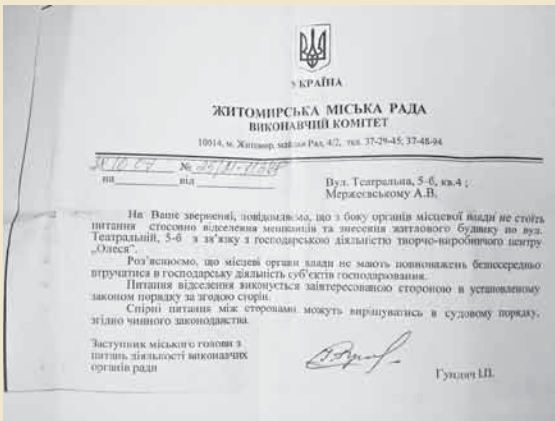 УКРАЇНА
ЖИТОМИРСЬКА МІСЬКА РАДА
ВИКОНАВЧИЙ КОМІТЕТ
10014, м. Житомир, майдан Рад, 4/2, тел. 37-29-45; 37-48-94
№
на від
Вул. Театральна, 5-б, кв.4 ;
Мержеєвському А.В.
На Ваше звернення, повідомляємо, що з боку органів місцевої влади не стоїть
питання стосовно відселення мешканців та знесення житлового будинку по вул.
Театральній, 5-б з зв'язку з господарською діяльністю творчо-виробничого центру
„Олеся".
Роз'яснюємо, що місцеві органи влади не мають повноважень безпосередньо
втручатися в господарську діяльність суб'єктів господарювання.
Питання відселення виконується заінтересованою стороною в установленому
законом порядку за згодою сторін.
Спірні питання між сторонами можуть вирішуватись в судовому порядку,
згідно чинного законодавства.
Заступник міського голови з
питань діяльності виконавчих
органів ради
Гундич І.П.